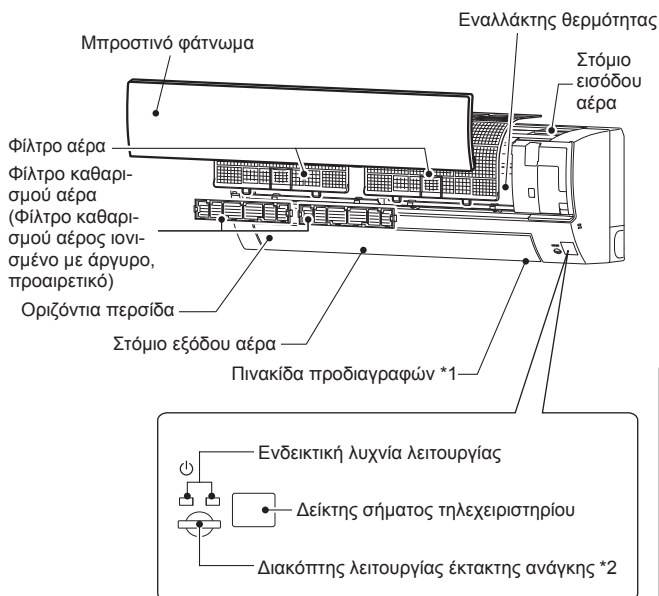 Εναλλάκτης θερμότητας
Μπροστινό φάτνωμα
Στόμιο
εισόδου
αέρα
Φίλτρο αέρα
Φίλτρο καθαρι-
σμού αέρα
(Φίλτρο καθαρι-
σμού αέρος ιονι-
σμένο με άργυρο,
προαιρετικό)
Οριζόντια περσίδα
Στόμιο εξόδου αέρα
Πινακίδα προδιαγραφών *1
Ενδεικτική λυχνία λειτουργίας
Δείκτης σήματος τηλεχειριστηρίου
Διακόπτης λειτουργίας έκτακτης ανάγκης *2